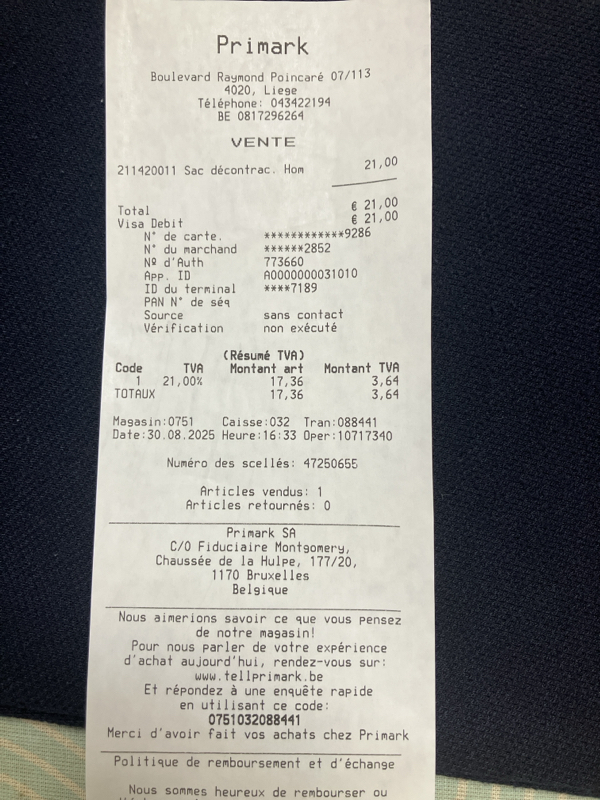 Primark
Boulevard Raymond Poincaré 07/113
4020, Liege
Téléphone: 043422194
BE 0817296264
VENTE
211420011 Sac décontrac. Hom 21,00
Total € 21,00
Visa Debit € 21,00
N° de carte. ************9286
N° du marchand ******2852
Nº d'Auth 773660
App. ID A0000000031010
ID du terminal ****7189
PAN N° de séq
Source sans contact
Vérification non exécuté
(Résumé TVA)
Code TVA Montant art Montant TVA
1 21,00% 17,36 3,64
TOTAUX 17,36 3,64
Magasin:0751 Caisse:032 Tran:088441
Date:30.08.2025 Heure:16:33 Oper:10717340
Numéro des scellés: 47250655
Articles vendus: 1
Articles retournés: 0
Primark SA
C/O Fiduciaire Montgomery,
Chaussée de la Hulpe, 177/20,
1170 Bruxelles
Belgique
Nous aimerions savoir ce que vous pensez
de notre magasin!
Pour nous parler de votre expérience
d'achat aujourd'hui, rendez-vous sur:
www.tellprimark.be
Et répondez à une enquête rapide
en utilisant ce code:
0751032088441
Merci d'avoir fait vos achats chez Primark
Politique de remboursement et d'échange
Nous sommes heureux de rembourser ou